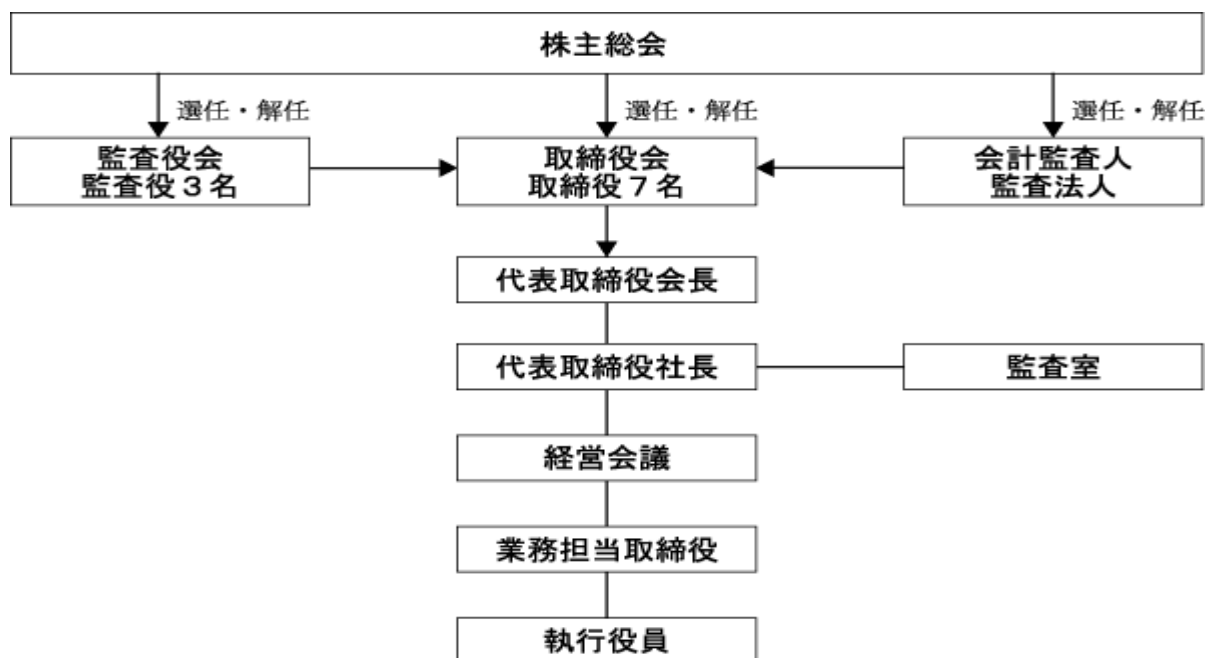 株主総会
選任・解任
選任・解任
選任・解任
監査役会
監査役３名
取締役会
取締役７名
会計監査人
監査法人
代表取締役会長
代表取締役社長
監査室
経営会議
業務担当取締役
執行役員